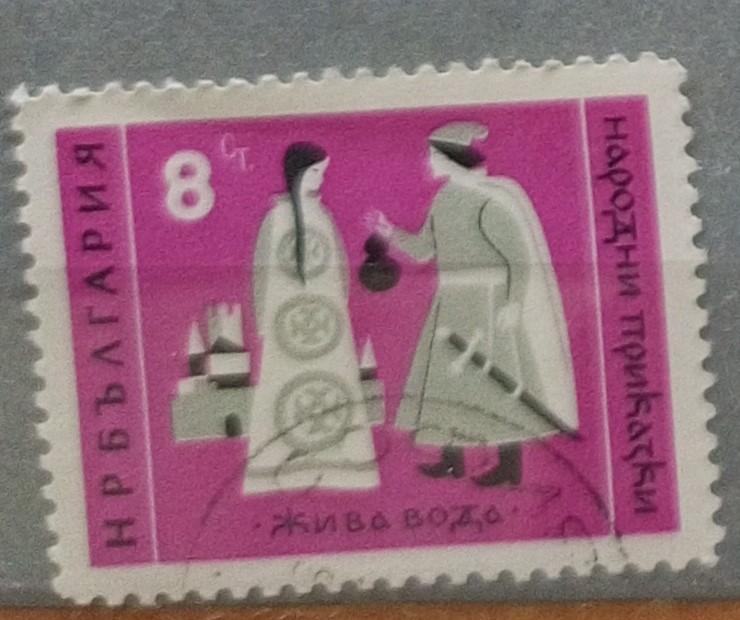 НР БЪЛГАРИЯ
8 СТ.
народни приказки
· жива вода ·